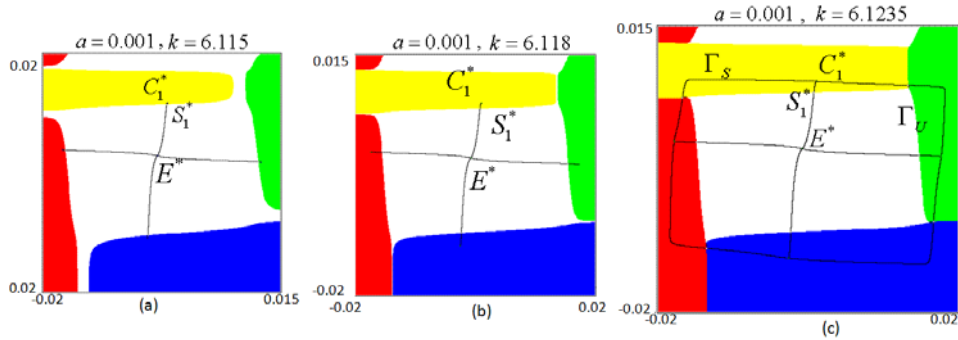 a = 0.001 , k = 6.115
0.02
C₁*
S₁*
E*
0.02
-0.02
0.015
(a)
a = 0.001 , k = 6.118
0.015
C₁*
S₁*
E*
-0.02
-0.02
0.02
(b)
a = 0.001 , k = 6.1235
0.015
Γ_S
C₁*
S₁*
Γ_U
E*
-0.02
-0.02
0.02
(c)